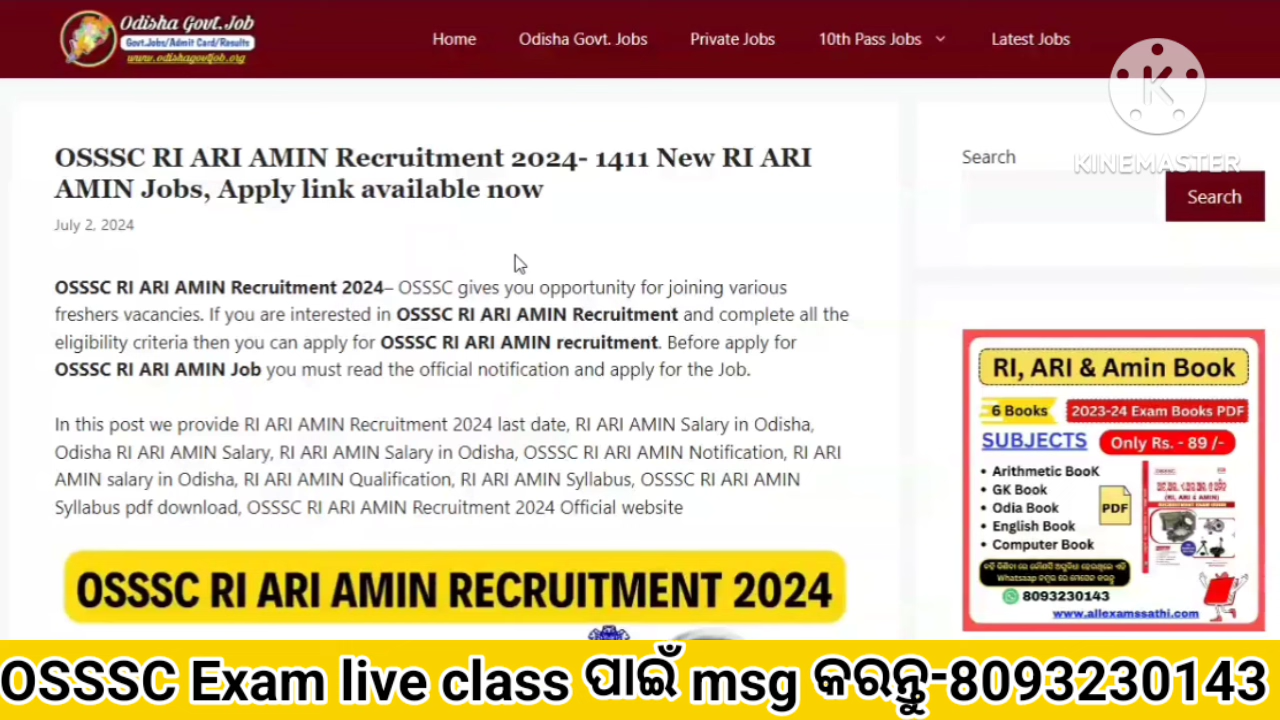 Odisha Govt.Job
Govt.Jobs/Admit Card/Results
www.odishagovtjob.org
Home
Odisha Govt. Jobs
Private Jobs
10th Pass Jobs
Latest Jobs
K
KINEMASTER
OSSSC RI ARI AMIN Recruitment 2024- 1411 New RI ARI
AMIN Jobs, Apply link available now
July 2, 2024
OSSSC RI ARI AMIN Recruitment 2024– OSSSC gives you opportunity for joining various
freshers vacancies. If you are interested in OSSSC RI ARI AMIN Recruitment and complete all the
eligibility criteria then you can apply for OSSSC RI ARI AMIN recruitment. Before apply for
OSSSC RI ARI AMIN Job you must read the official notification and apply for the Job.
In this post we provide RI ARI AMIN Recruitment 2024 last date, RI ARI AMIN Salary in Odisha,
Odisha RI ARI AMIN Salary, RI ARI AMIN Salary in Odisha, OSSSC RI ARI AMIN Notification, RI ARI
AMIN salary in Odisha, RI ARI AMIN Qualification, RI ARI AMIN Syllabus, OSSSC RI ARI AMIN
Syllabus pdf download, OSSSC RI ARI AMIN Recruitment 2024 Official website
OSSSC RI ARI AMIN RECRUITMENT 2024
Search
Search
RI, ARI & Amin Book
6 Books
2023-24 Exam Books PDF
SUBJECTS
Only Rs. - 89 /-
• Arithmetic BooK
• GK Book
• Odia Book
• English Book
• Computer Book
PDF
(RI, ARI & AMIN)
8093230143
www.allexamssathi.com
OSSSC Exam live class ପାଇଁ msg କରନ୍ତୁ-8093230143